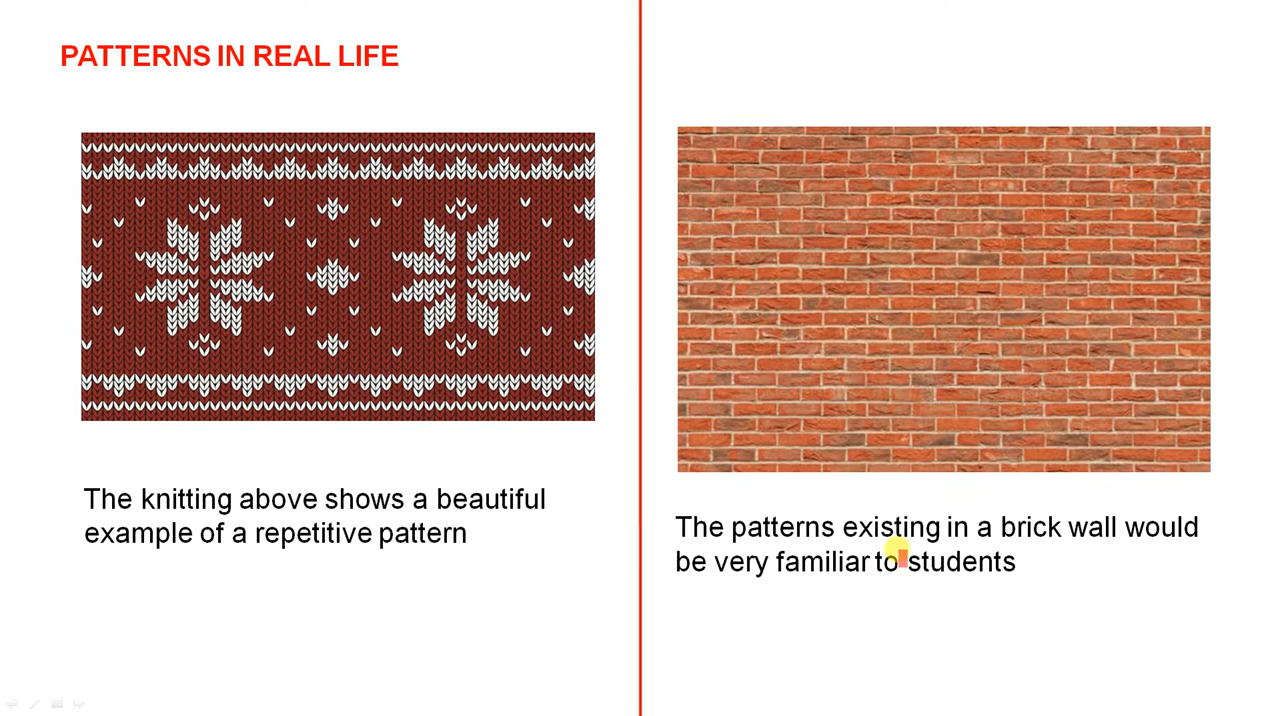 PATTERNS IN REAL LIFE
The knitting above shows a beautiful
example of a repetitive pattern
The patterns existing in a brick wall would
be very familiar to students